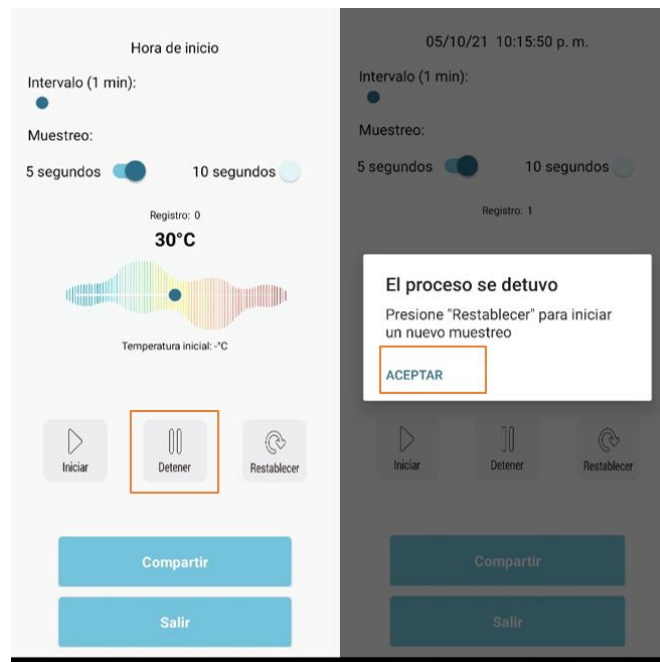 Hora de inicio
Intervalo (1 min):
Muestreo:
5 segundos 10 segundos
Registro: 0
30°C
Temperatura inicial: -°C
Iniciar Detener Restablecer
Compartir
Salir
05/10/21 10:15:50 p. m.
Intervalo (1 min):
Muestreo:
5 segundos 10 segundos
Registro: 1
El proceso se detuvo
Presione "Restablecer" para iniciar
un nuevo muestreo
ACEPTAR
Iniciar Detener Restablecer
Compartir
Salir